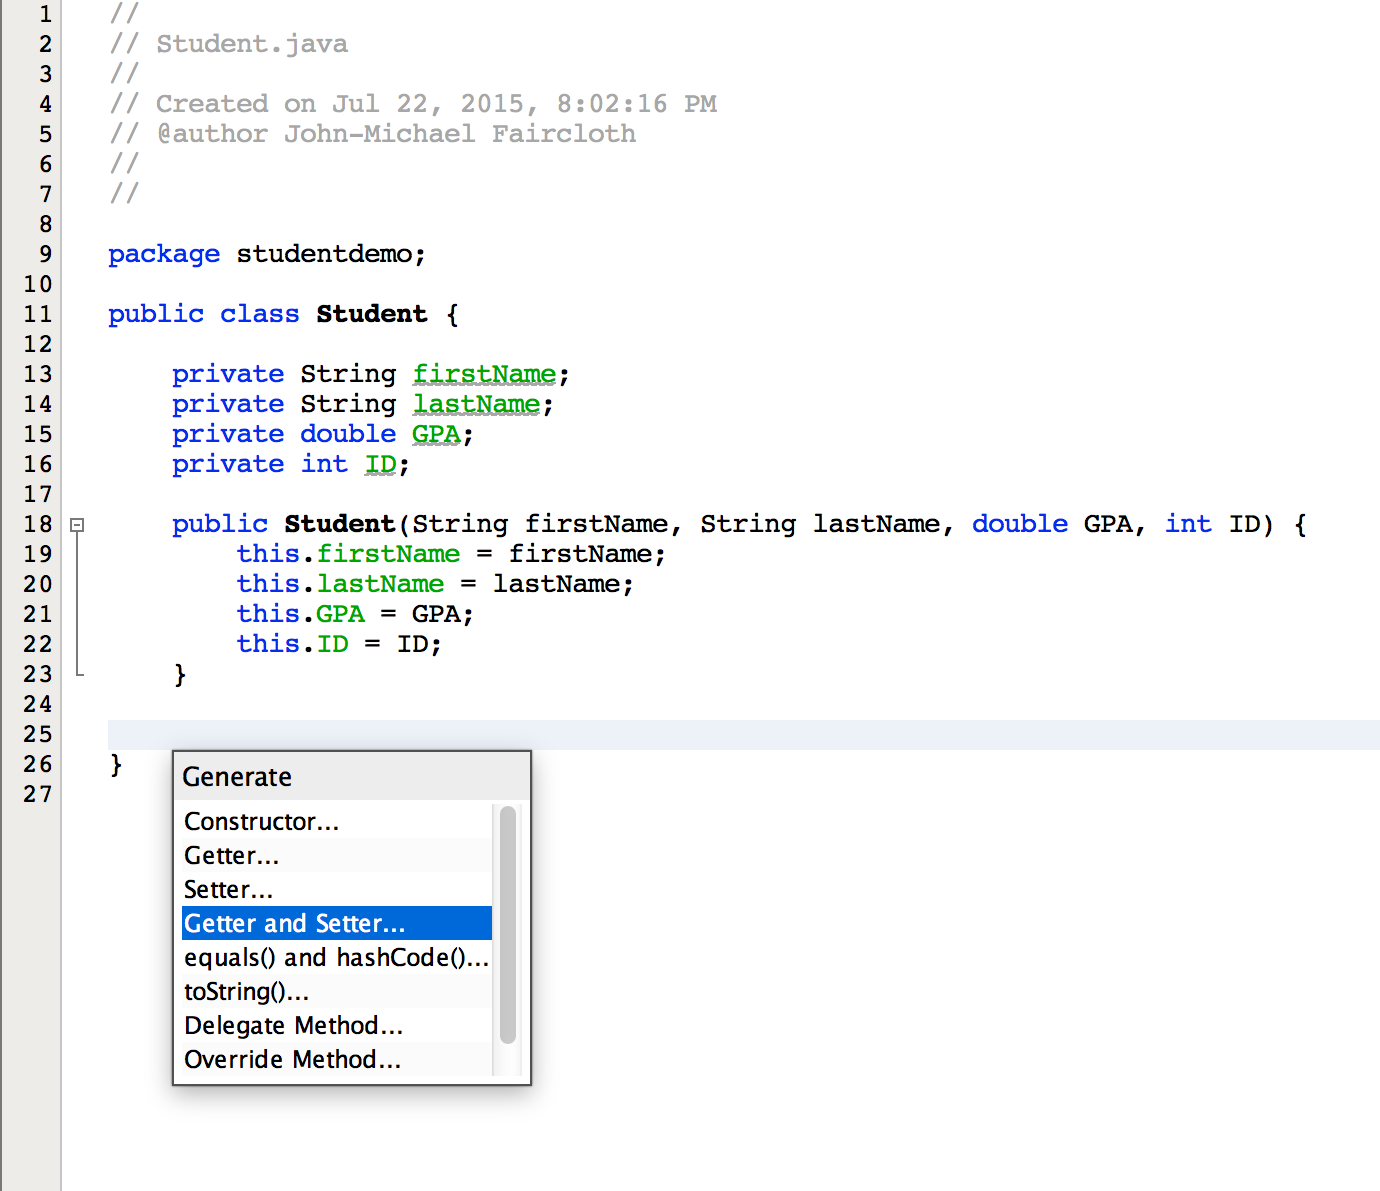 1 //
2 // Student.java
3 //
4 // Created on Jul 22, 2015, 8:02:16 PM
5 // @author John-Michael Faircloth
6 //
7 //
8
9 package studentdemo;
10
11 public class Student {
12
13     private String firstName;
14     private String lastName;
15     private double GPA;
16     private int ID;
17
18     public Student(String firstName, String lastName, double GPA, int ID) {
19         this.firstName = firstName;
20         this.lastName = lastName;
21         this.GPA = GPA;
22         this.ID = ID;
23     }
24
25
26 }
27
Generate
Constructor...
Getter...
Setter...
Getter and Setter...
equals() and hashCode()...
toString()...
Delegate Method...
Override Method...